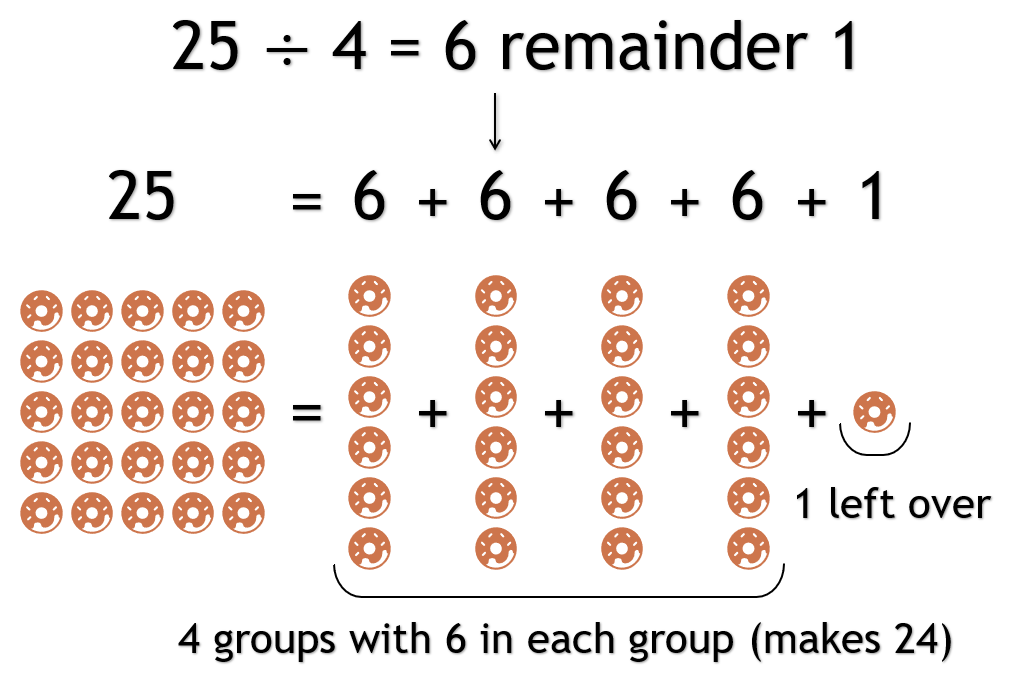 25 ÷ 4 = 6 remainder 1
25 = 6 + 6 + 6 + 6 + 1
= + + + +
1 left over
4 groups with 6 in each group (makes 24)